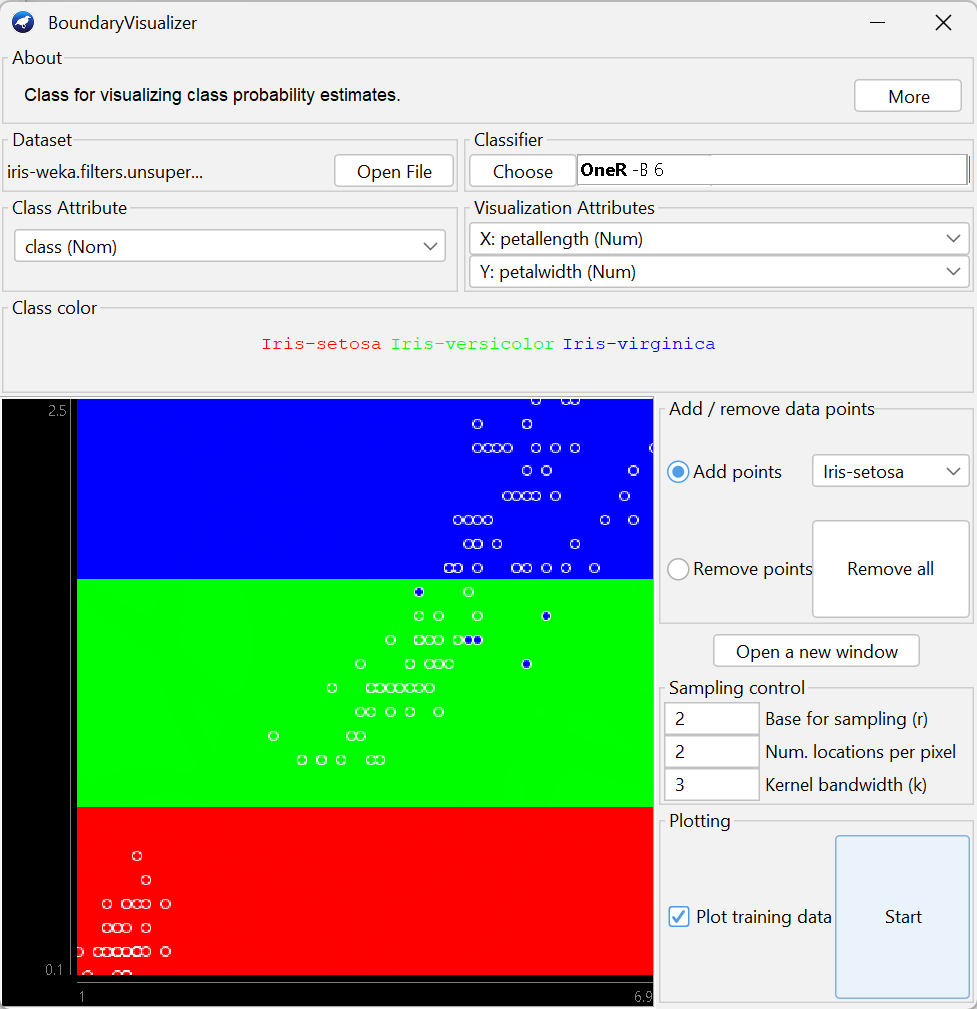 BoundaryVisualizer
About
Class for visualizing class probability estimates.
More
Dataset
iris-weka.filters.unsuper...
Open File
Classifier
Choose
OneR -B 6
Class Attribute
class (Nom)
Visualization Attributes
X: petallength (Num)
Y: petalwidth (Num)
Class color
Iris-setosa Iris-versicolor Iris-virginica
2.5
0.1
1
6.9
Add / remove data points
Add points
Iris-setosa
Remove points
Remove all
Open a new window
Sampling control
2 Base for sampling (r)
2 Num. locations per pixel
3 Kernel bandwidth (k)
Plotting
Plot training data
Start